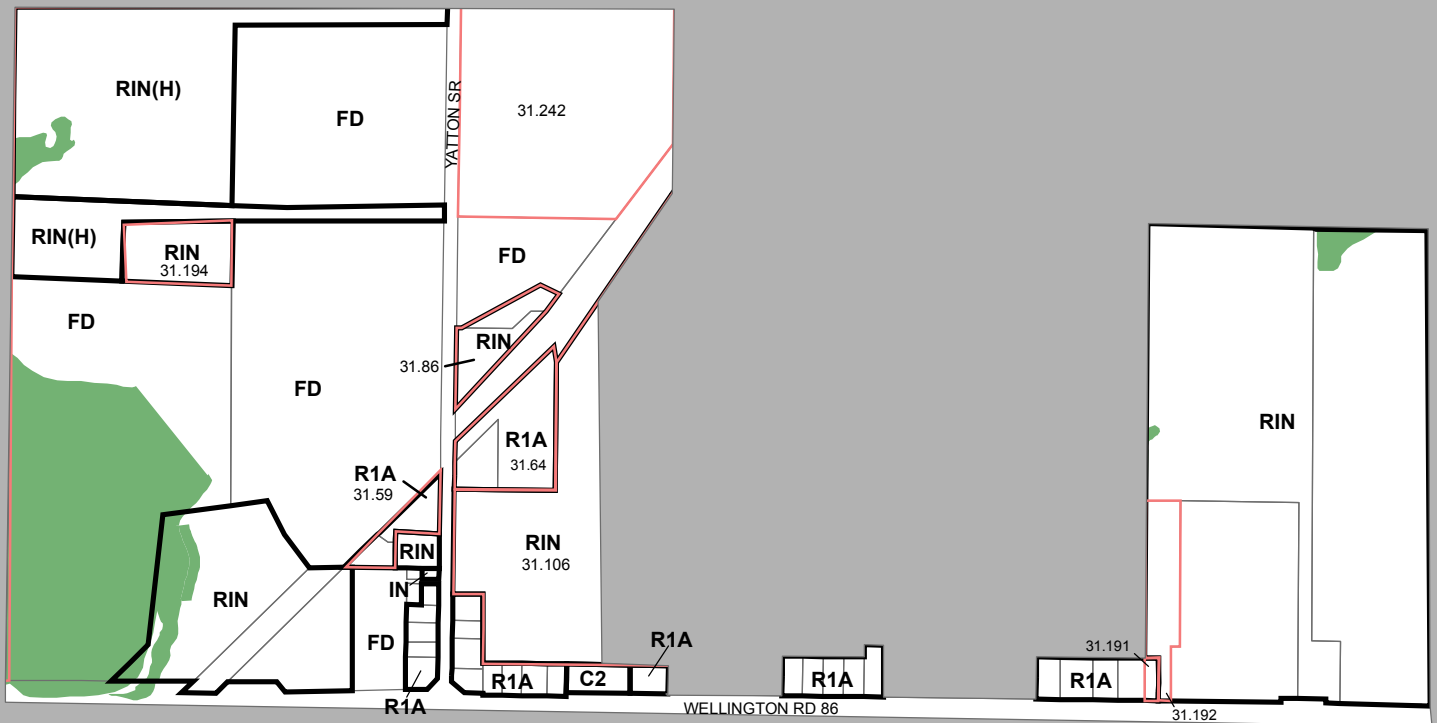 RIN(H)
FD
YATTON SR
31.242
RIN(H)
RIN
31.194
FD
FD
RIN
31.86
FD
R1A
31.64
R1A
31.59
RIN
RIN
31.106
RIN
IN
FD
RIN
R1A
31.191
R1A
C2
R1A
R1A
R1A
WELLINGTON RD 86
31.192